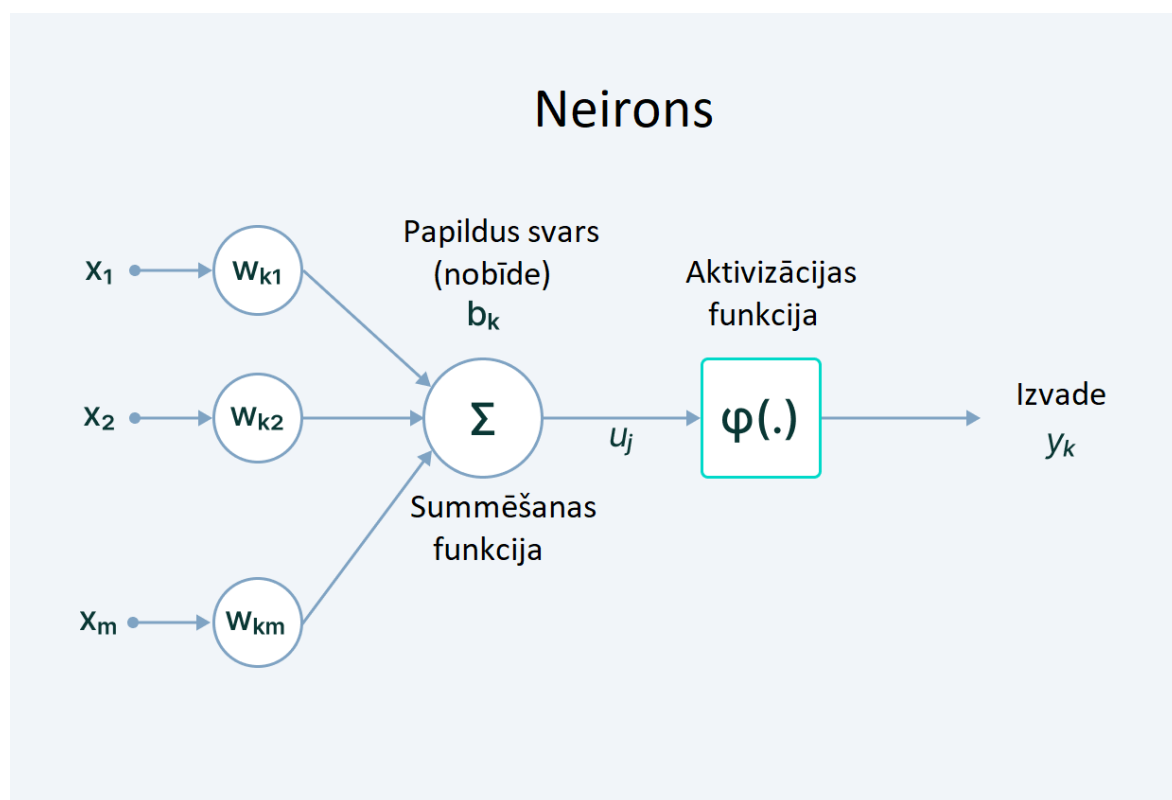 Neirons
Papildus svars
(nobīde)
bₖ
Aktivizācijas
funkcija
x₁
wₖ₁
x₂
wₖ₂
Σ
uⱼ
φ(.)
Izvade
yₖ
Summēšanas
funkcija
xₘ
wₖₘ